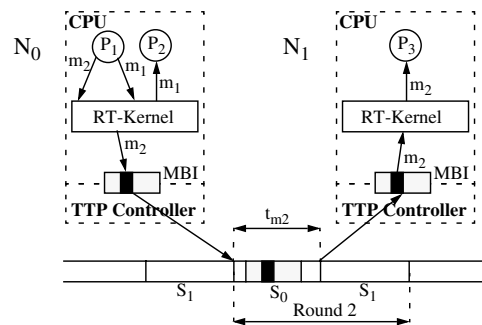 CPU
CPU
N0
P1
P2
N1
P3
m2
m1
m1
m2
RT-Kernel
RT-Kernel
m2
m2
MBI
MBI
TTP Controller
TTP Controller
tm2
S1
S0
S1
Round 2